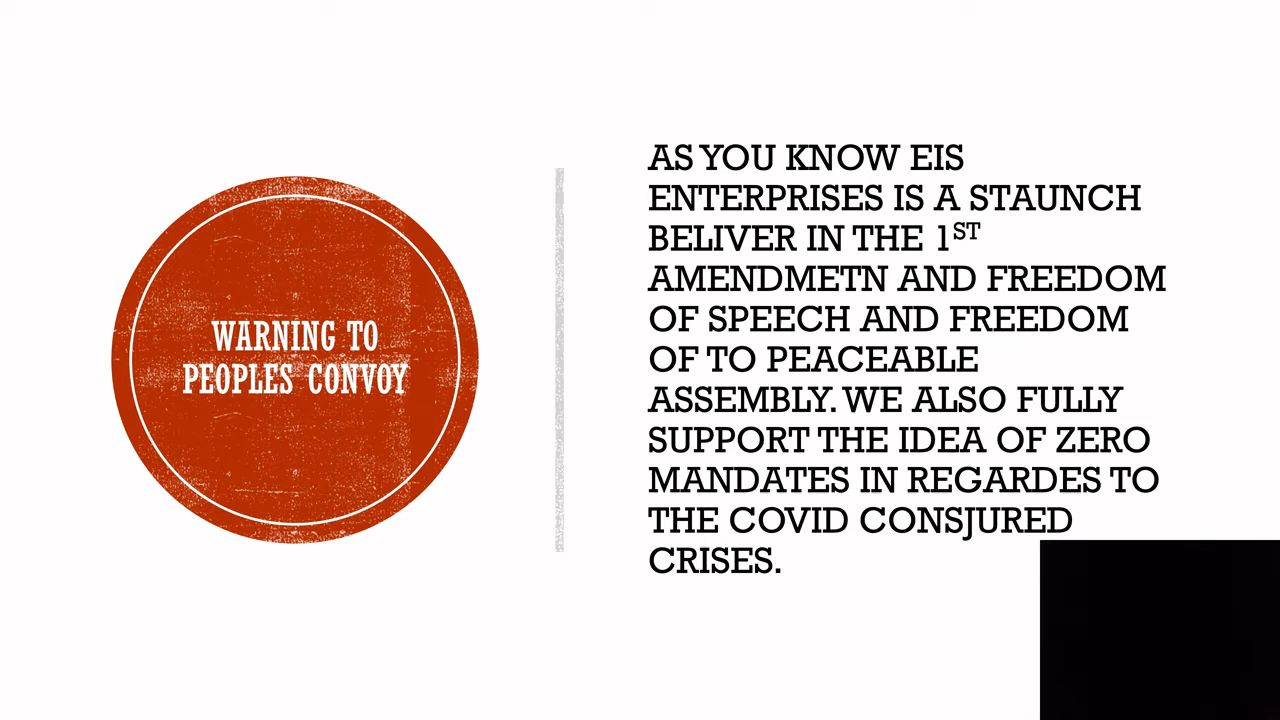 WARNING TO
PEOPLES CONVOY
AS YOU KNOW EIS
ENTERPRISES IS A STAUNCH
BELIVER IN THE 1ST
AMENDMETN AND FREEDOM
OF SPEECH AND FREEDOM
OF TO PEACEABLE
ASSEMBLY. WE ALSO FULLY
SUPPORT THE IDEA OF ZERO
MANDATES IN REGARDES TO
THE COVID CONSJURED
CRISES.